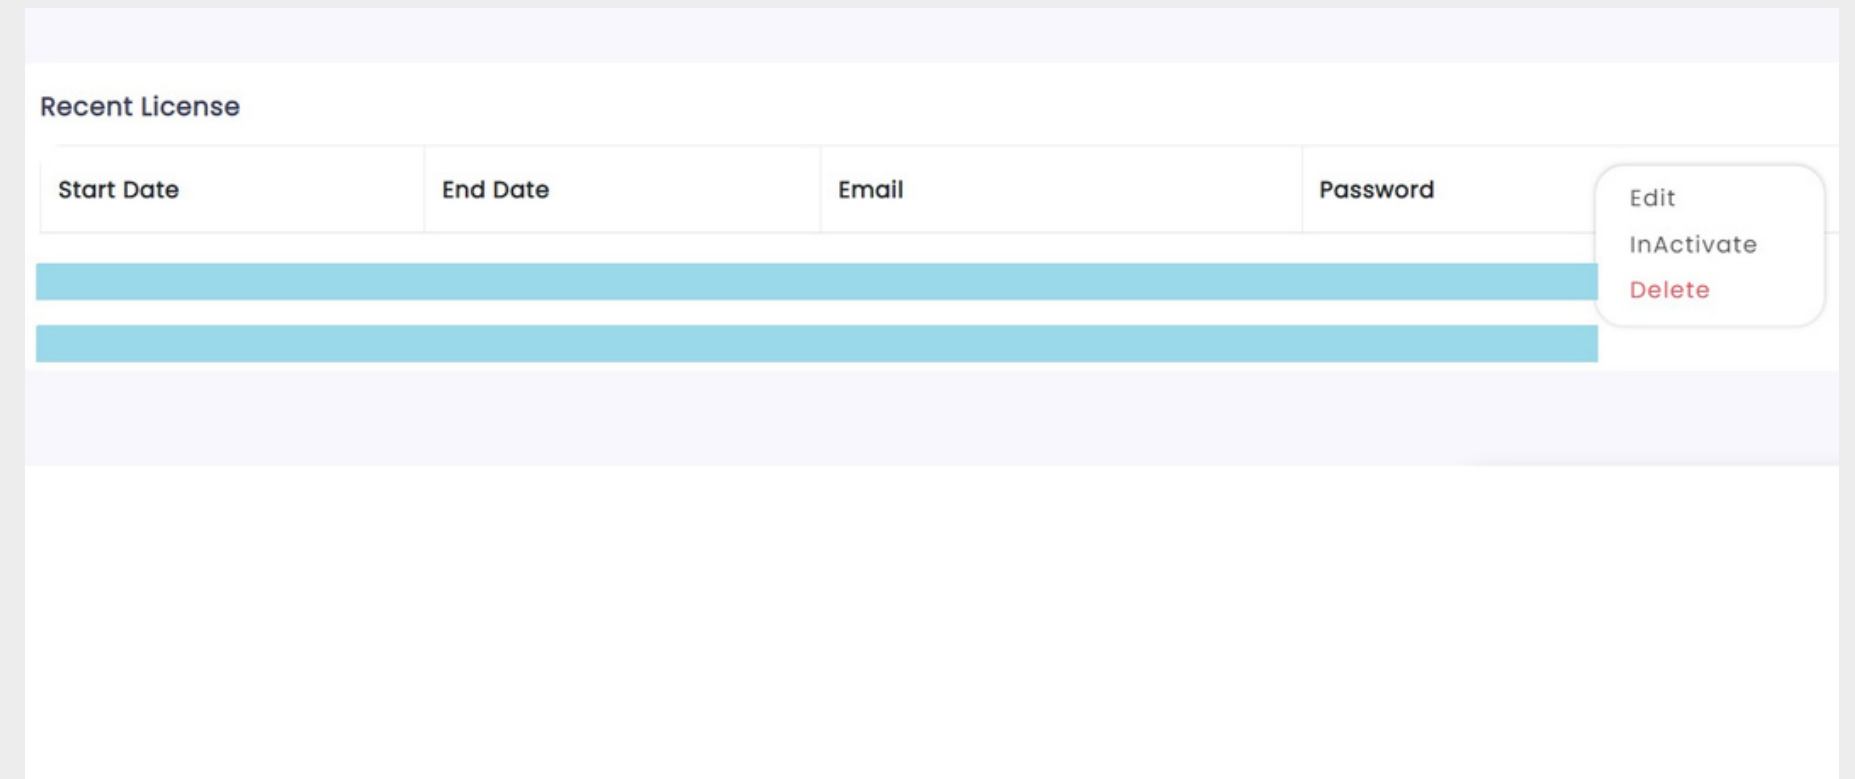 Recent License
Start Date End Date Email Password
Edit
InActivate
Delete